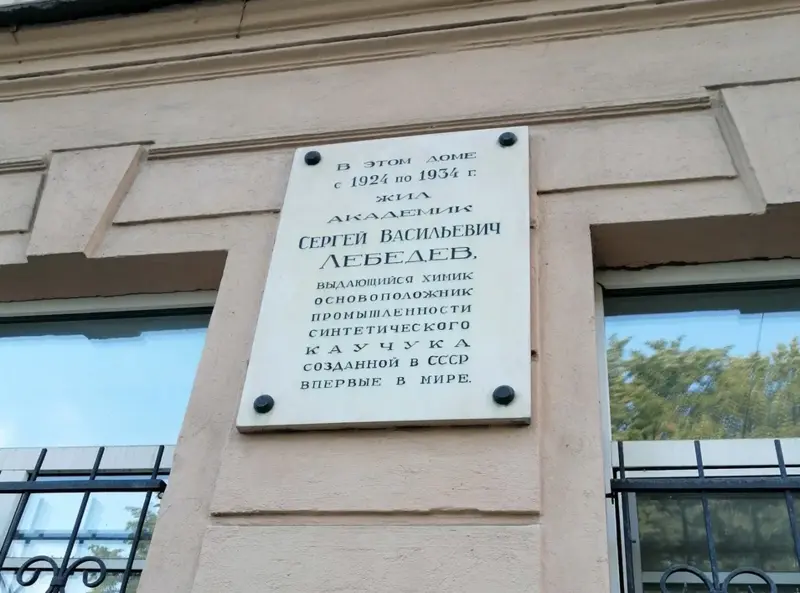 В ЭТОМ ДОМЕ
С 1924 ПО 1934 Г.
ЖИЛ
АКАДЕМИК
СЕРГЕЙ ВАСИЛЬЕВИЧ
ЛЕБЕДЕВ,
ВЫДАЮЩИЙСЯ ХИМИК
ОСНОВОПОЛОЖНИК
ПРОМЫШЛЕННОСТИ
СИНТЕТИЧЕСКОГО
КАУЧУКА
СОЗДАННОЙ В СССР
ВПЕРВЫЕ В МИРЕ.